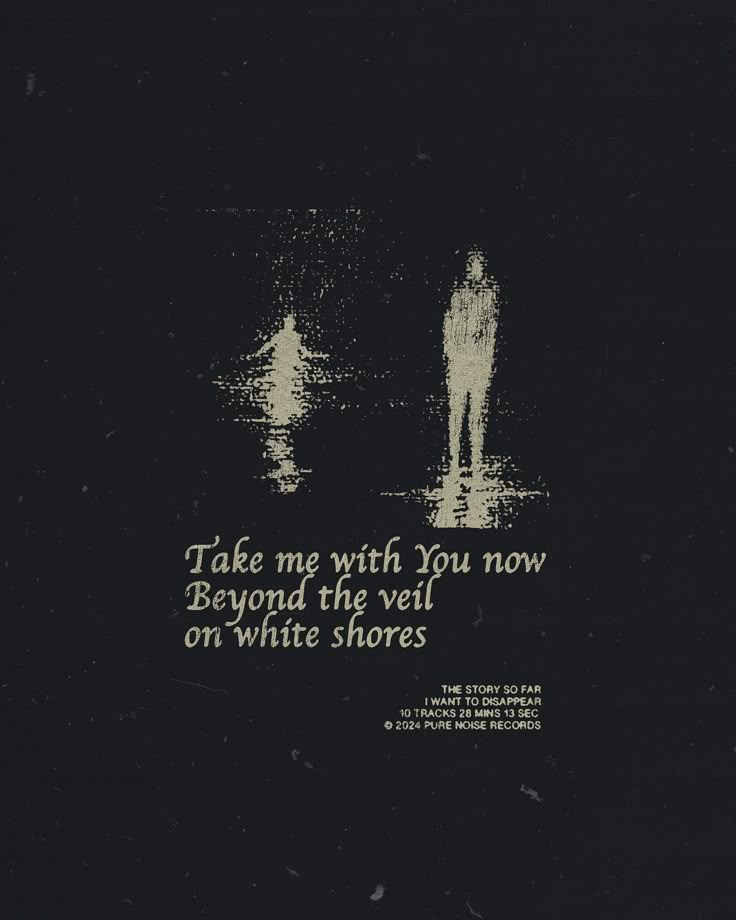 Take me with You now
Beyond the veil
on white shores
THE STORY SO FAR
I WANT TO DISAPPEAR
10 TRACKS 28 MINS 13 SEC
© 2024 PURE NOISE RECORDS